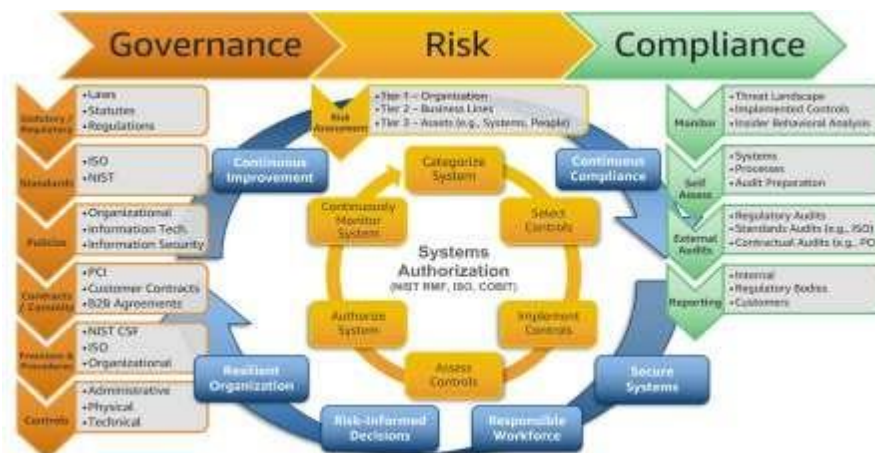 Governance
Risk
Compliance
Statutory /
Regulatory
•Laws
•Statutes
•Regulations
Standards
•ISO
•NIST
Policies
•Organizational
•Information Tech.
•Information Security
Contracts /
•PCI
•Customer Contracts
•B2B Agreements
Procedures
•NIST CSF
•ISO
•Organizational
Controls
•Administrative
•Physical
•Technical
Risk
Assessment
•Tier 1 – Organization
•Tier 2 – Business Lines
•Tier 3 – Assets (e.g., Systems, People)
Continuous
Improvement
Continuous
Compliance
Categorize
System
Select
Controls
Implement
Controls
Assess
Controls
Authorize
System
Continuously
Monitor
System
Systems
Authorization
(NIST RMF, ISO, COBIT)
Resilient
Organization
Risk-Informed
Decisions
Responsible
Workforce
Secure
Systems
Monitor
•Threat Landscape
•Implemented Controls
•Insider Behavioral Analysis
Self
Assess
•Systems
•Processes
•Audit Preparation
External
Audits
•Regulatory Audits
•Standards Audits (e.g., ISO)
•Contractual Audits (e.g., PC
Reporting
•Internal
•Regulatory Bodies
•Customers